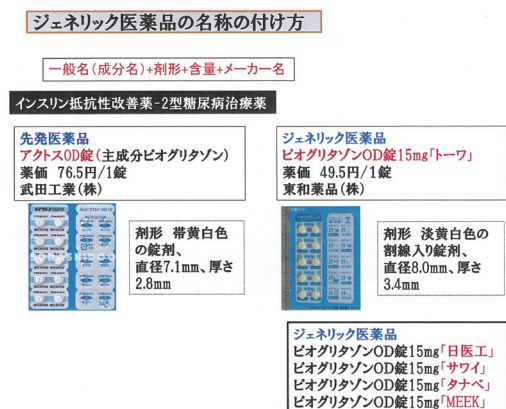 ジェネリック医薬品の名称の付け方
一般名(成分名)+剤形+含量+メーカー名
インスリン抵抗性改善薬-2型糖尿病治療薬
先発医薬品
アクトスOD錠(主成分ピオグリタゾン)
薬価 76.5円/1錠
武田工業(株)
ジェネリック医薬品
ピオグリタゾンOD錠15mg「トーワ」
薬価 49.5円/1錠
東和薬品(株)
剤形 帯黄白色
の錠剤、
直径7.1mm、厚さ
2.8mm
剤形 淡黄白色の
割線入り錠剤、
直径8.0mm、厚さ
3.4mm
ジェネリック医薬品
ピオグリタゾンOD錠15mg「日医工」
ピオグリタゾンOD錠15mg「サワイ」
ピオグリタゾンOD錠15mg「タナベ」
ピオグリタゾンOD錠15mg「MEEK」